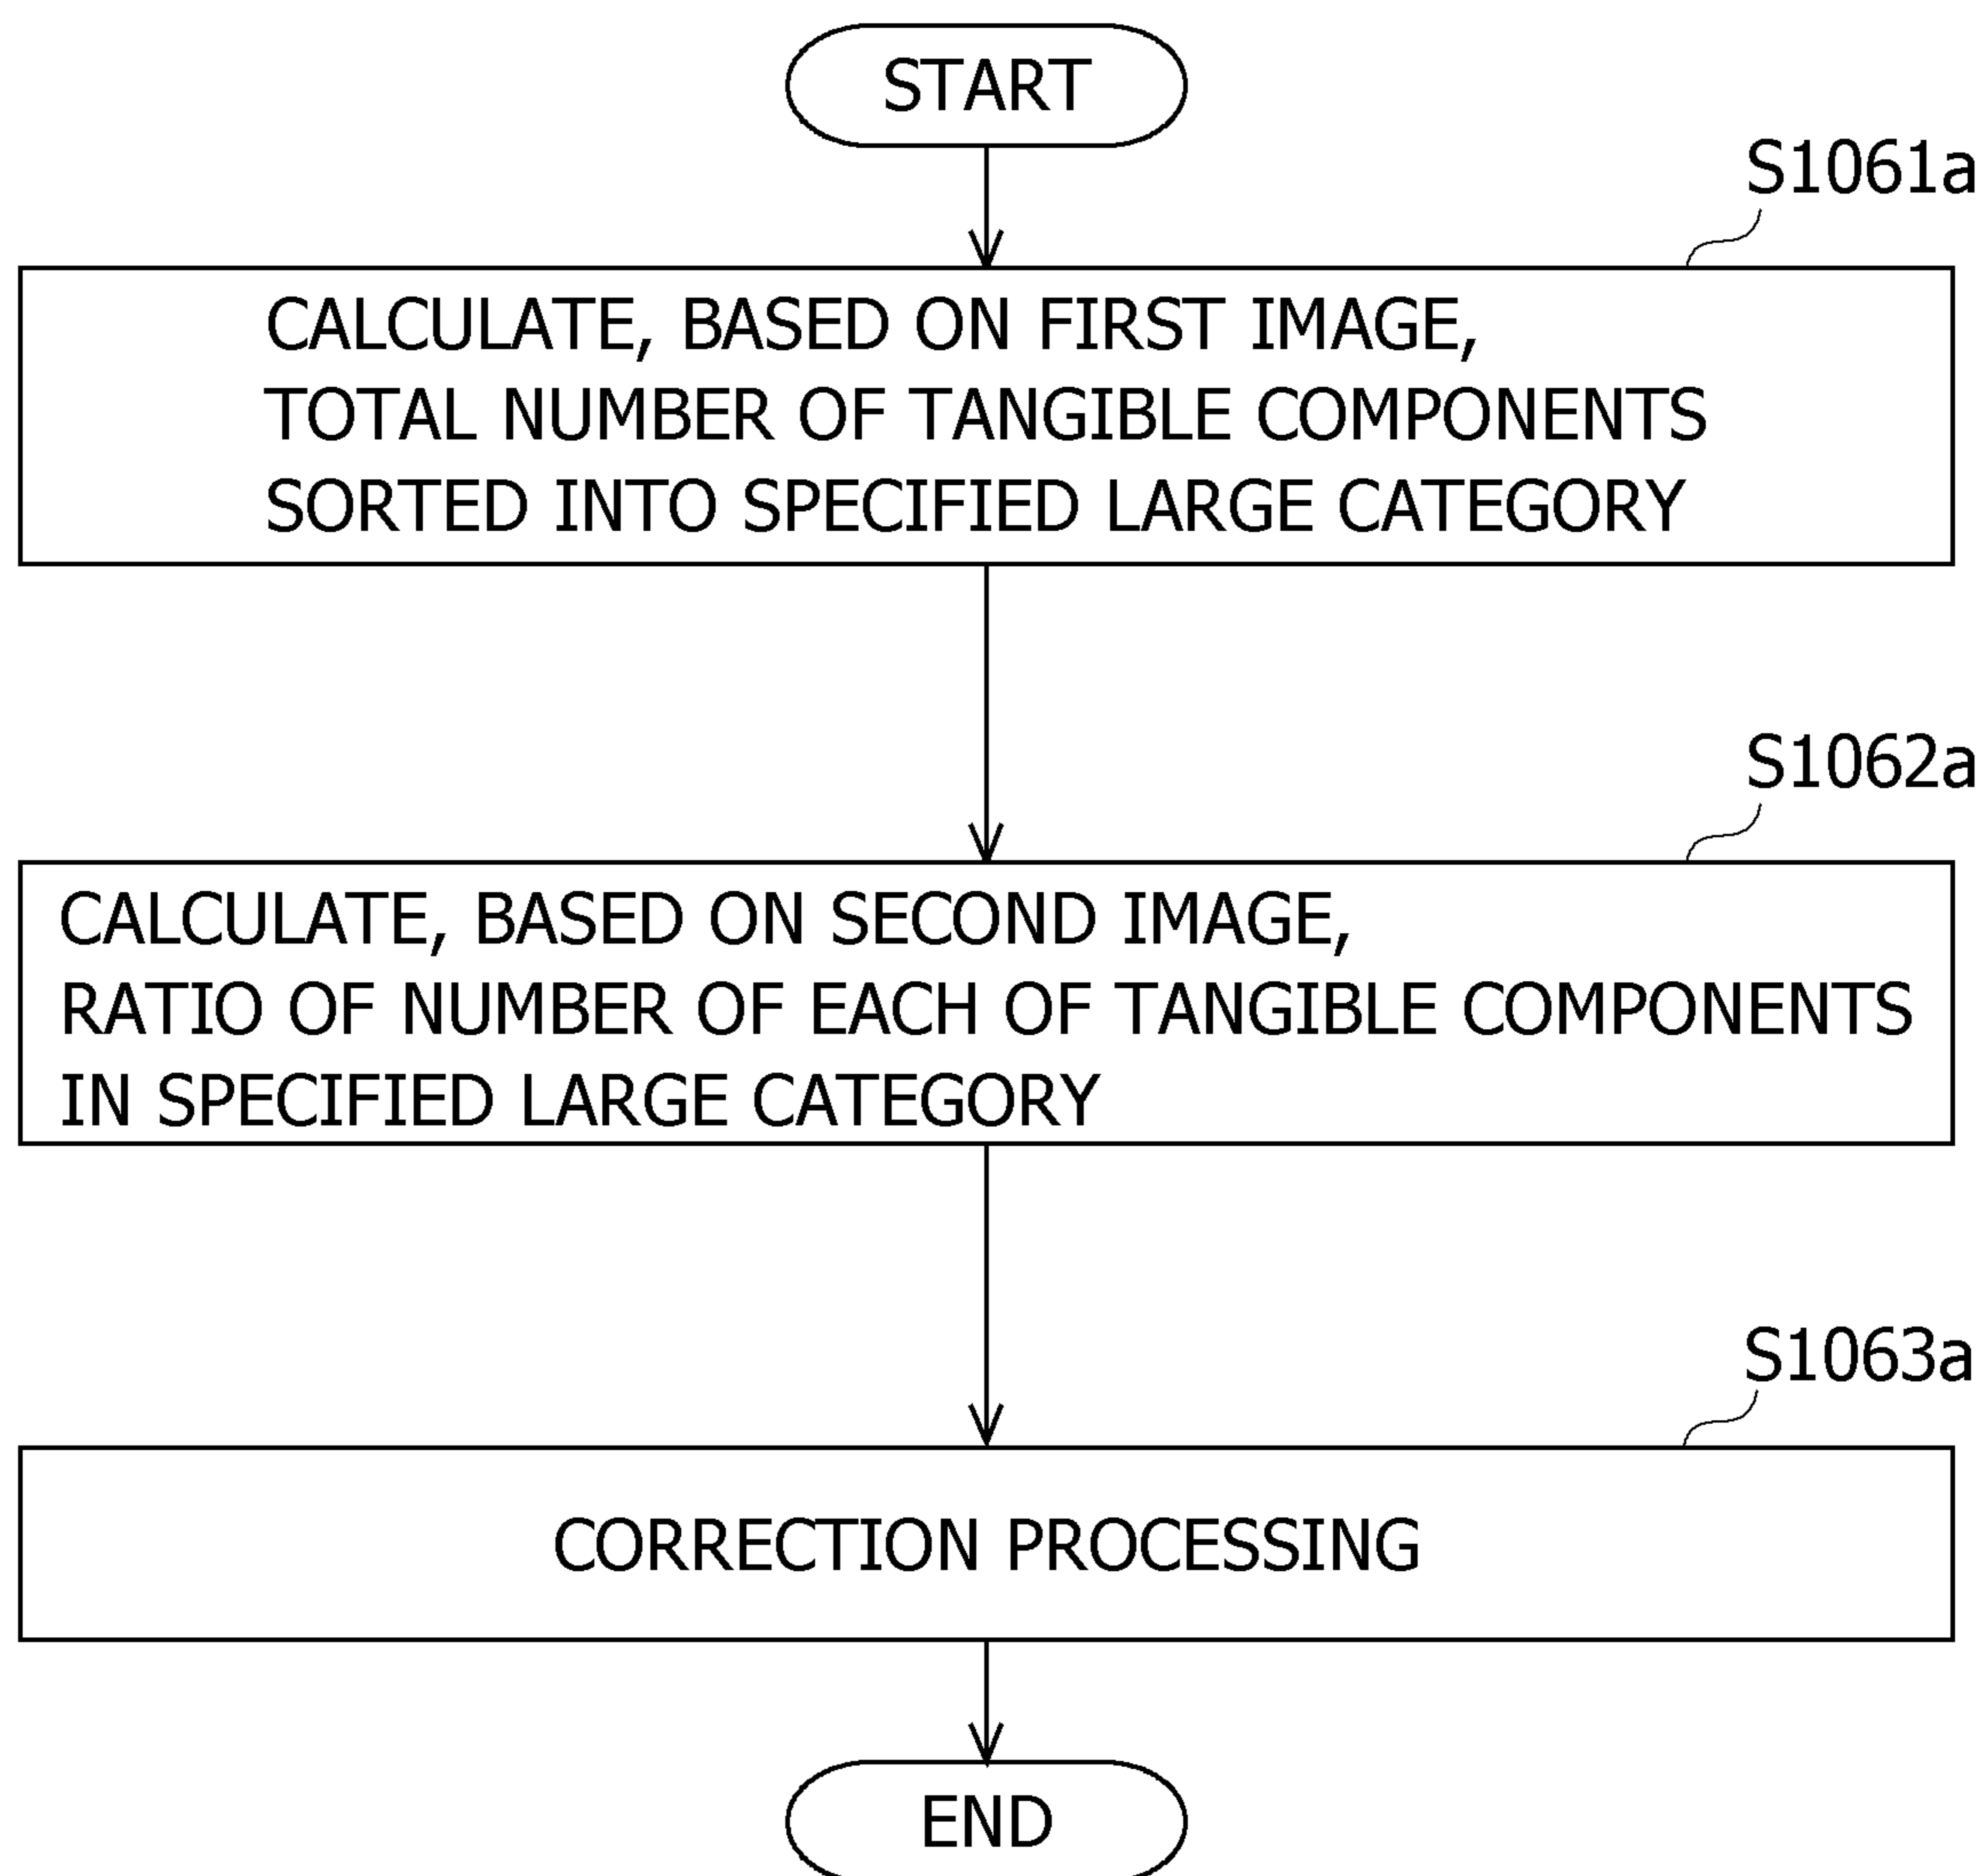 START
S1061a
CALCULATE, BASED ON FIRST IMAGE,
TOTAL NUMBER OF TANGIBLE COMPONENTS
SORTED INTO SPECIFIED LARGE CATEGORY
S1062a
CALCULATE, BASED ON SECOND IMAGE,
RATIO OF NUMBER OF EACH OF TANGIBLE COMPONENTS
IN SPECIFIED LARGE CATEGORY
S1063a
CORRECTION PROCESSING
END